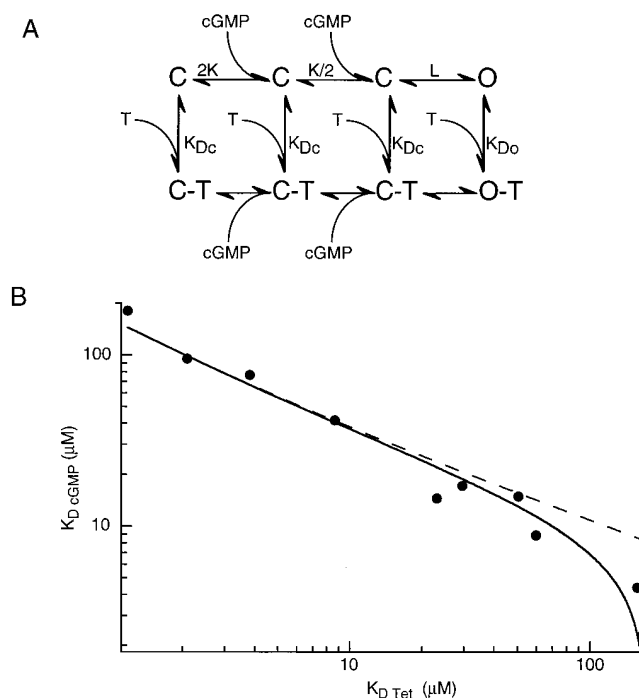 A
cGMP cGMP
C 2K C K/2 C L O
T KDc T KDc T KDc T KDo
C-T C-T C-T O-T
cGMP cGMP
B
100
10
KD cGMP (μM)
10 100
KD Tet (μM)